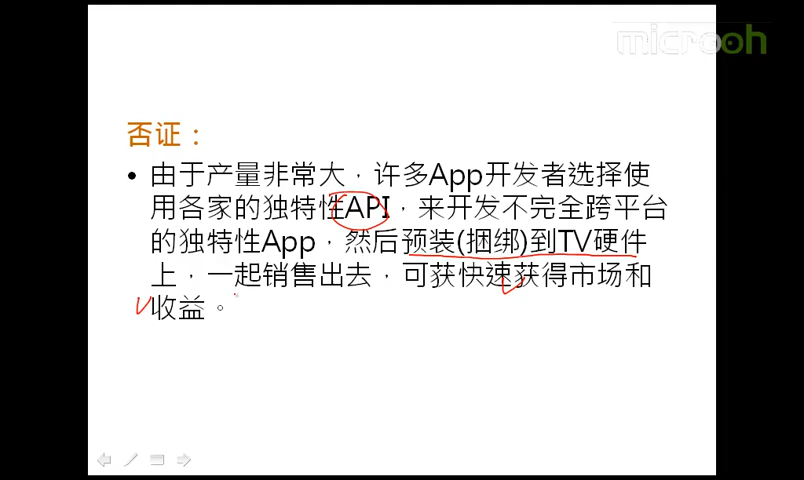 microoh
否证：
• 由于产量非常大，许多App开发者选择使
用各家的独特性API，来开发不完全跨平台
的独特性App，然后预装(捆绑)到TV硬件
上，一起销售出去，可获快速获得市场和
收益。